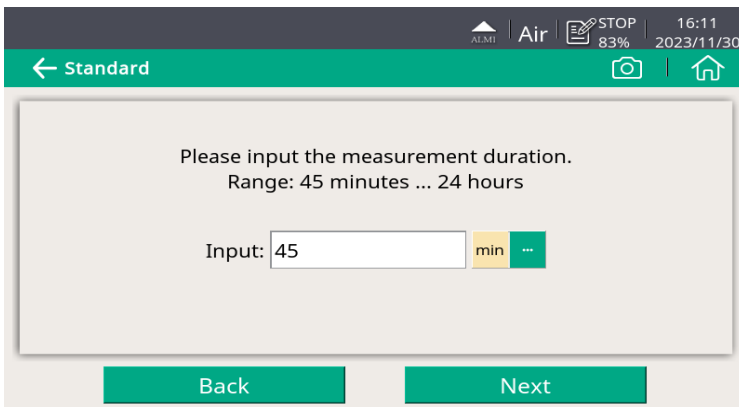 ALMI Air STOP 16:11
83% 2023/11/30
Standard
Please input the measurement duration.
Range: 45 minutes ... 24 hours
Input: 45 min ...
Back Next